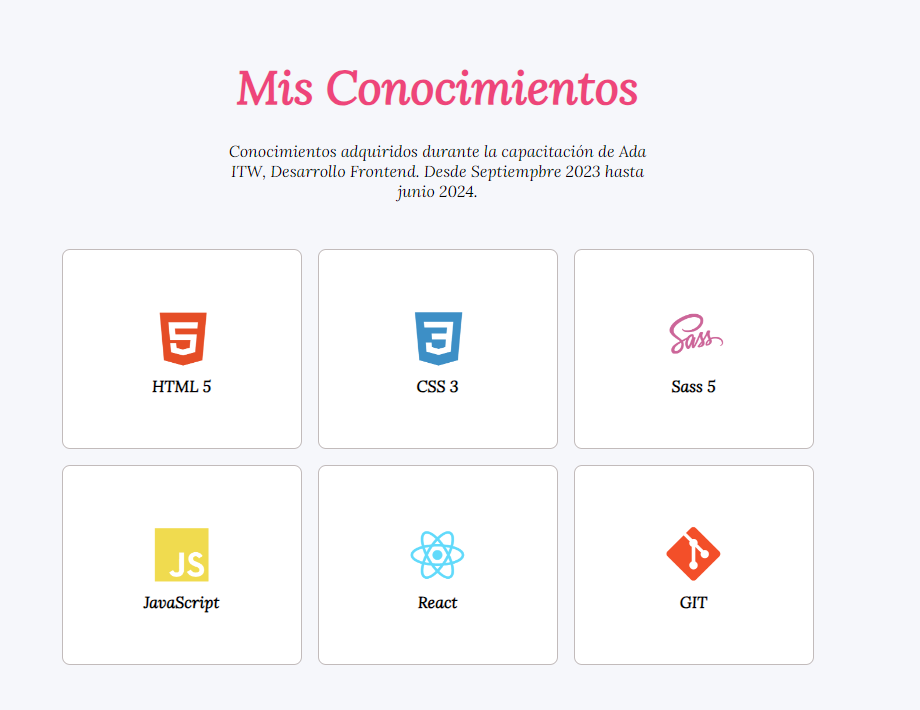 Mis Conocimientos
Conocimientos adquiridos durante la capacitación de Ada
ITW, Desarrollo Frontend. Desde Septiempbre 2023 hasta
junio 2024.
5 3 Sass
HTML 5 CSS 3 Sass 5
JS
JavaScript React GIT